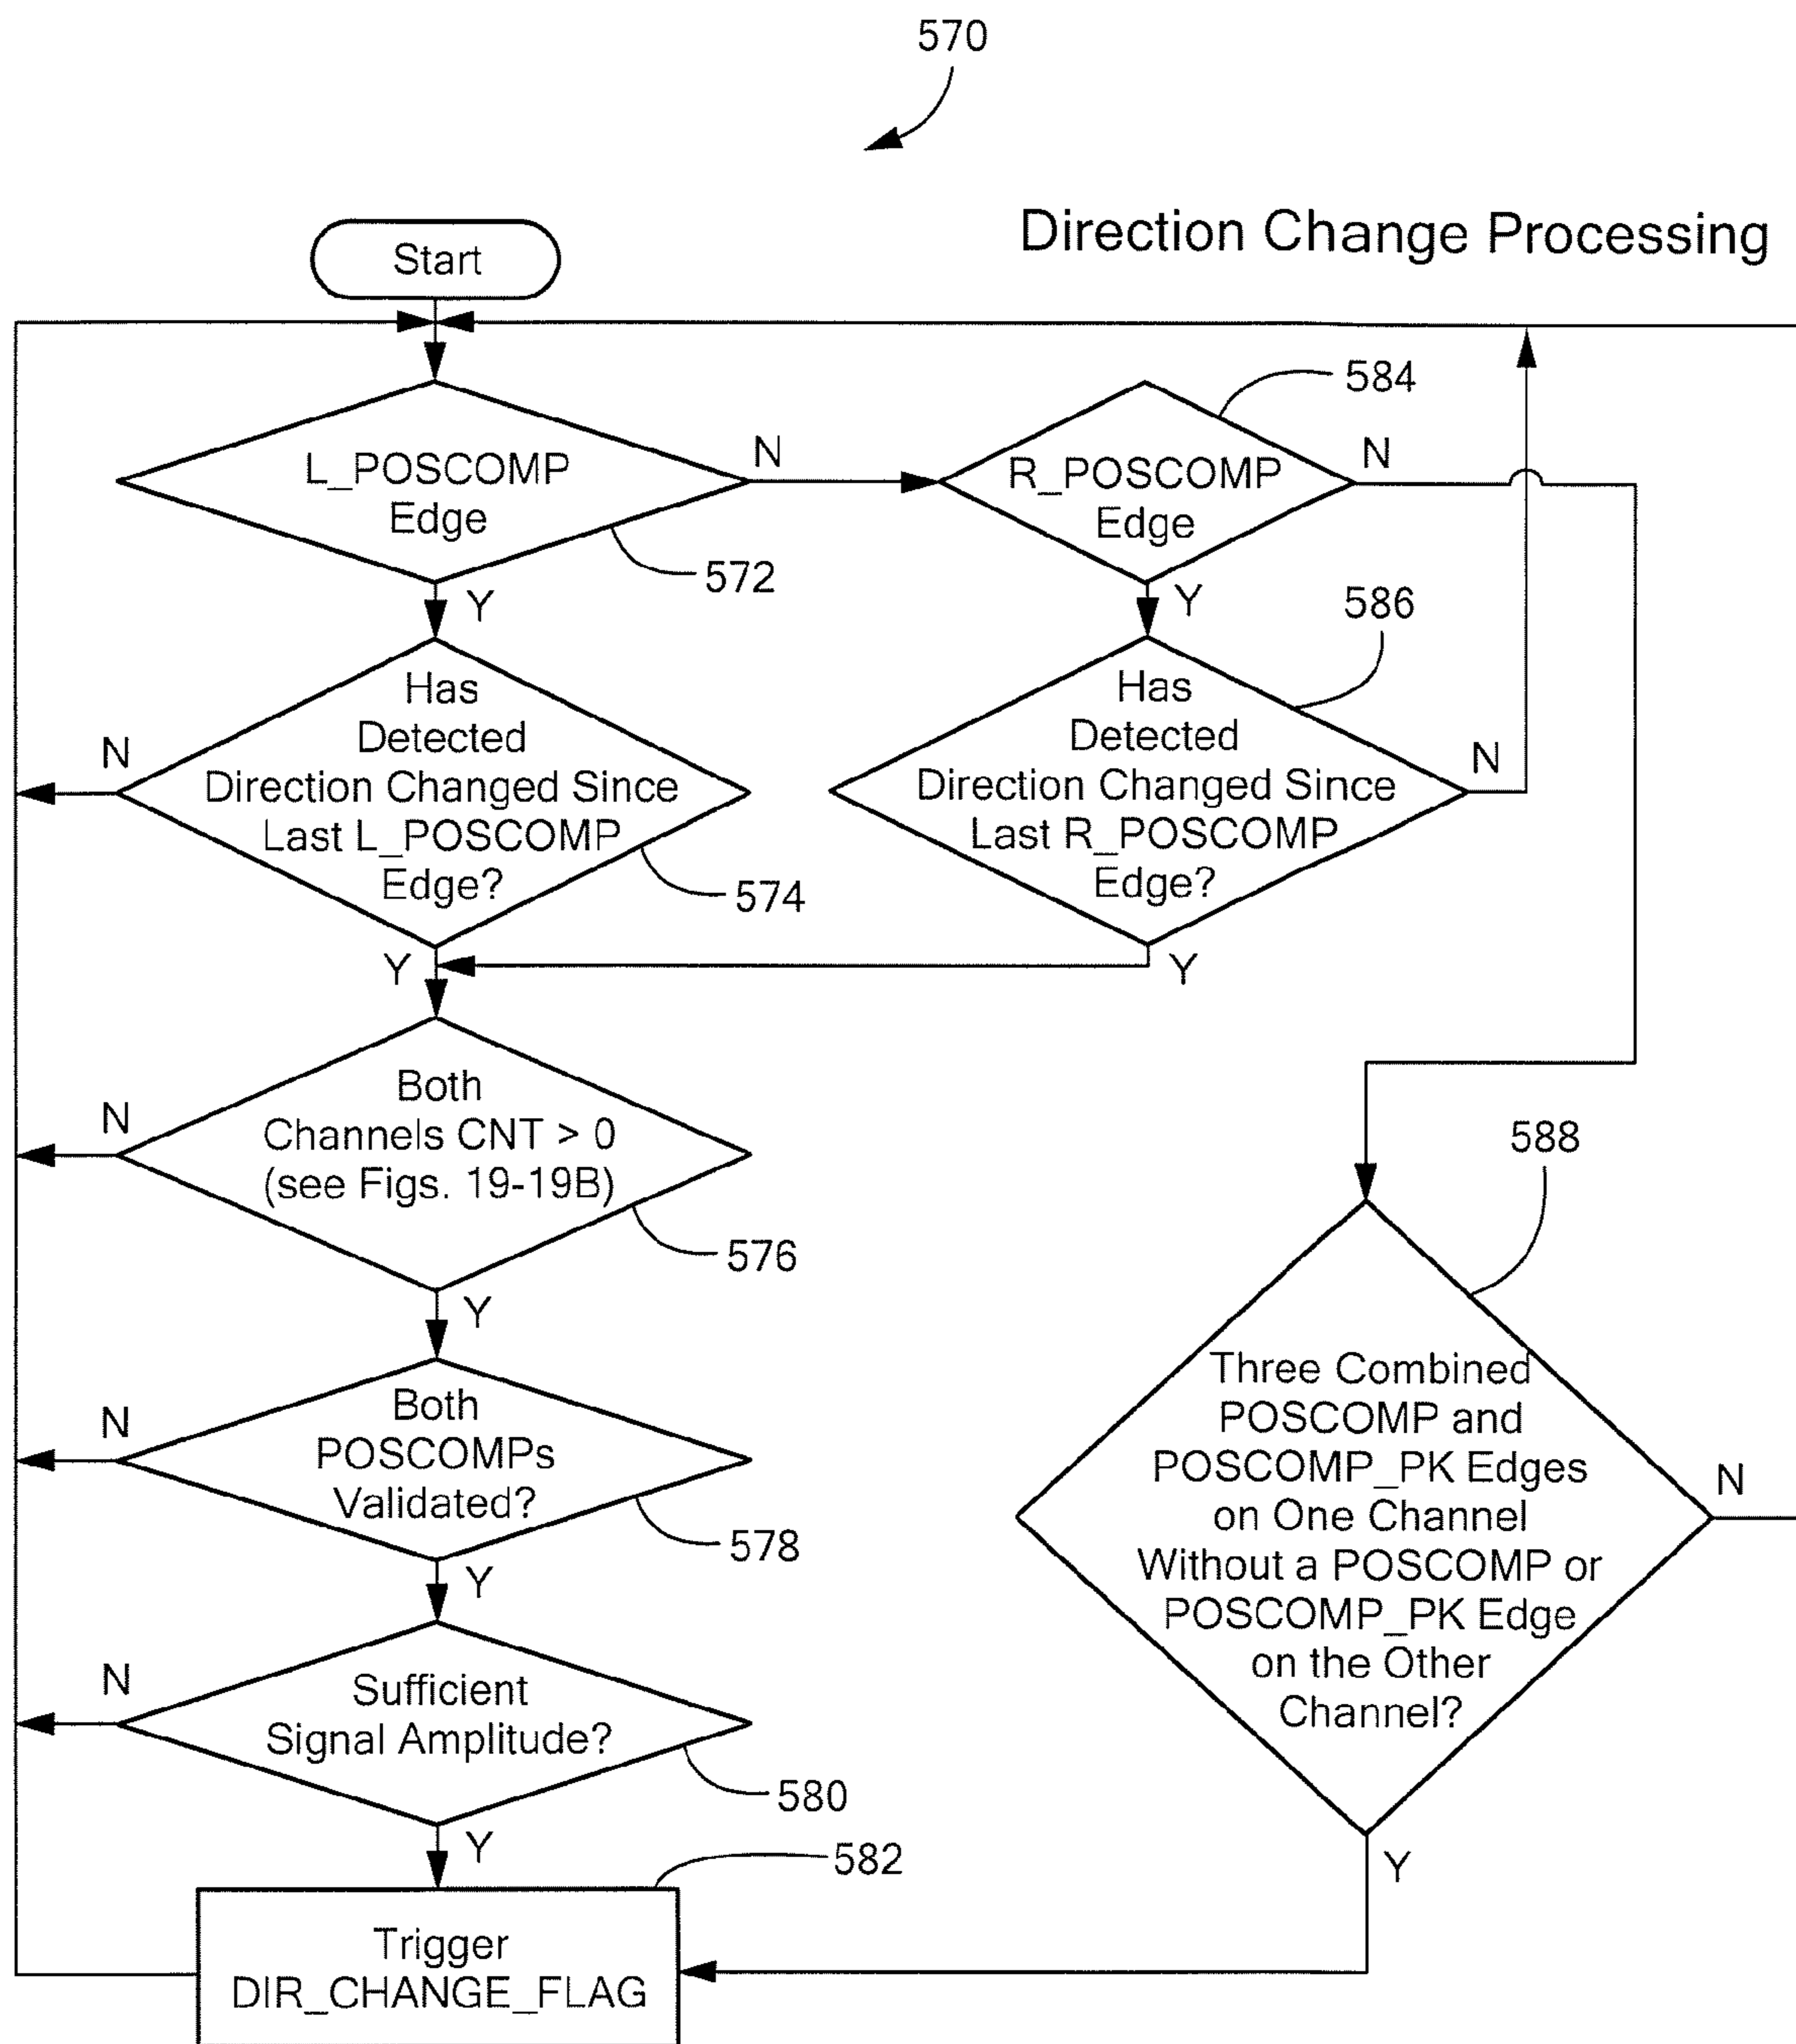 570
Direction Change Processing
Start
L_POSCOMP
Edge
N
572
Y
R_POSCOMP
Edge
584
N
Y
Has
Detected
Direction Changed Since
Last L_POSCOMP
Edge?
N
574
Y
586
Has
Detected
Direction Changed Since
Last R_POSCOMP
Edge?
N
Y
Both
Channels CNT > 0
(see Figs. 19-19B)
N
576
Y
Both
POSCOMPs
Validated?
N
578
Y
Sufficient
Signal Amplitude?
N
580
Y
582
Trigger
DIR_CHANGE_FLAG
588
Three Combined
POSCOMP and
POSCOMP_PK Edges
on One Channel
Without a POSCOMP or
POSCOMP_PK Edge
on the Other
Channel?
N
Y